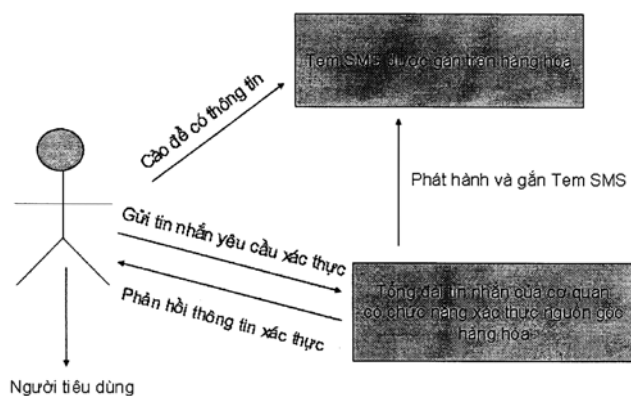 Tem SMS được gắn trên hàng hóa
Cào để có thông tin
Phát hành và gắn Tem SMS
Gửi tin nhắn yêu cầu xác thực
Phản hồi thông tin xác thực
Tổng đài tin nhắn của cơ quan
có chức năng xác thực nguồn gốc
hàng hóa
Người tiêu dùng